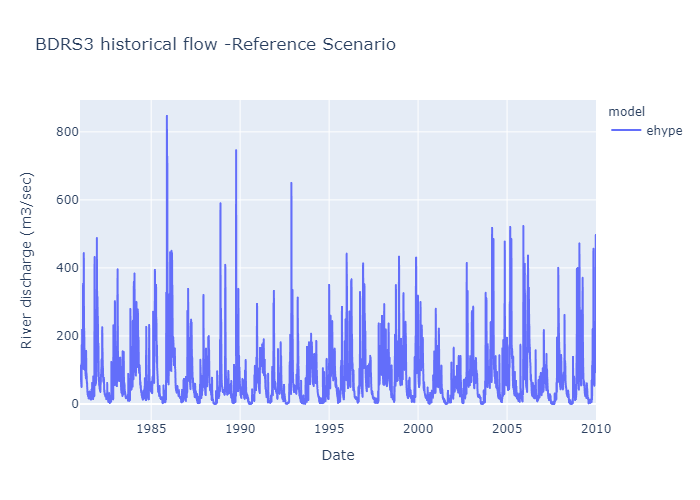 BDRS3 historical flow -Reference Scenario
model
ehype
River discharge (m3/sec)
800
600
400
200
0
1985
1990
1995
2000
2005
2010
Date